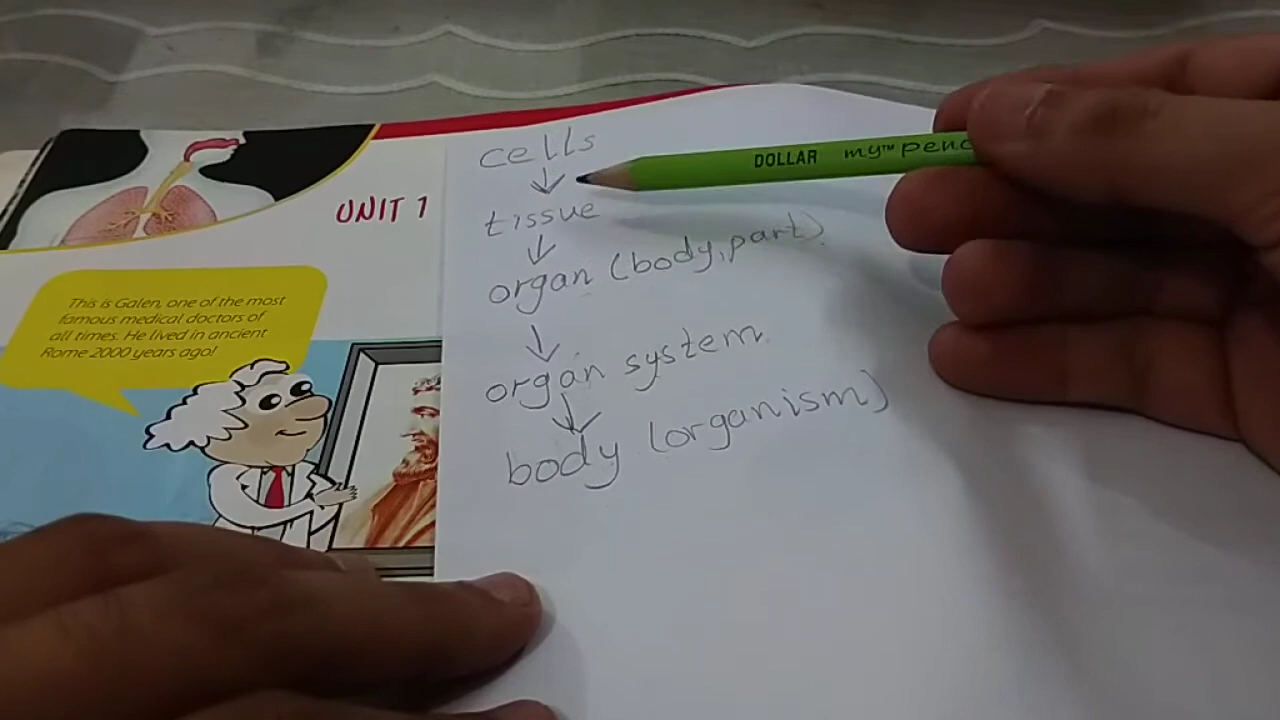 UNIT 1
This is Galen, one of the most
famous medical doctors of
all times. He lived in ancient
Rome 2000 years ago!
cells
tissue
organ (body, part)
organ system
body (organism)
DOLLAR my™ penc